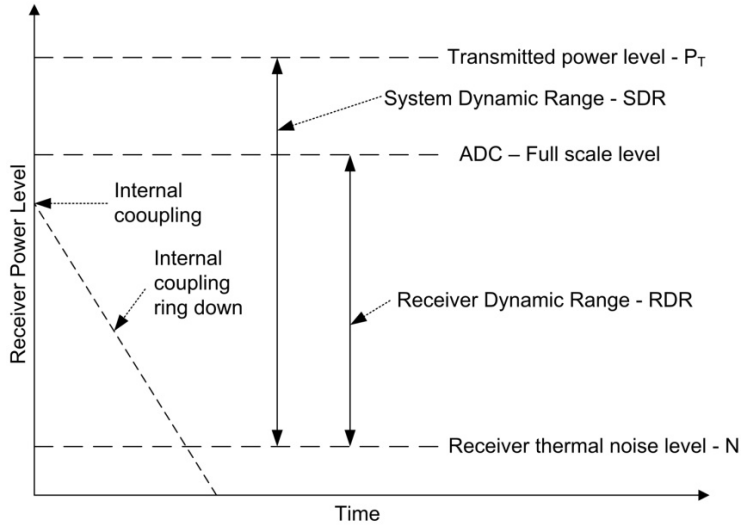 Transmitted power level - PT
System Dynamic Range - SDR
ADC – Full scale level
Internal
cooupling
Internal
coupling
ring down
Receiver Dynamic Range - RDR
Receiver Power Level
Receiver thermal noise level - N
Time